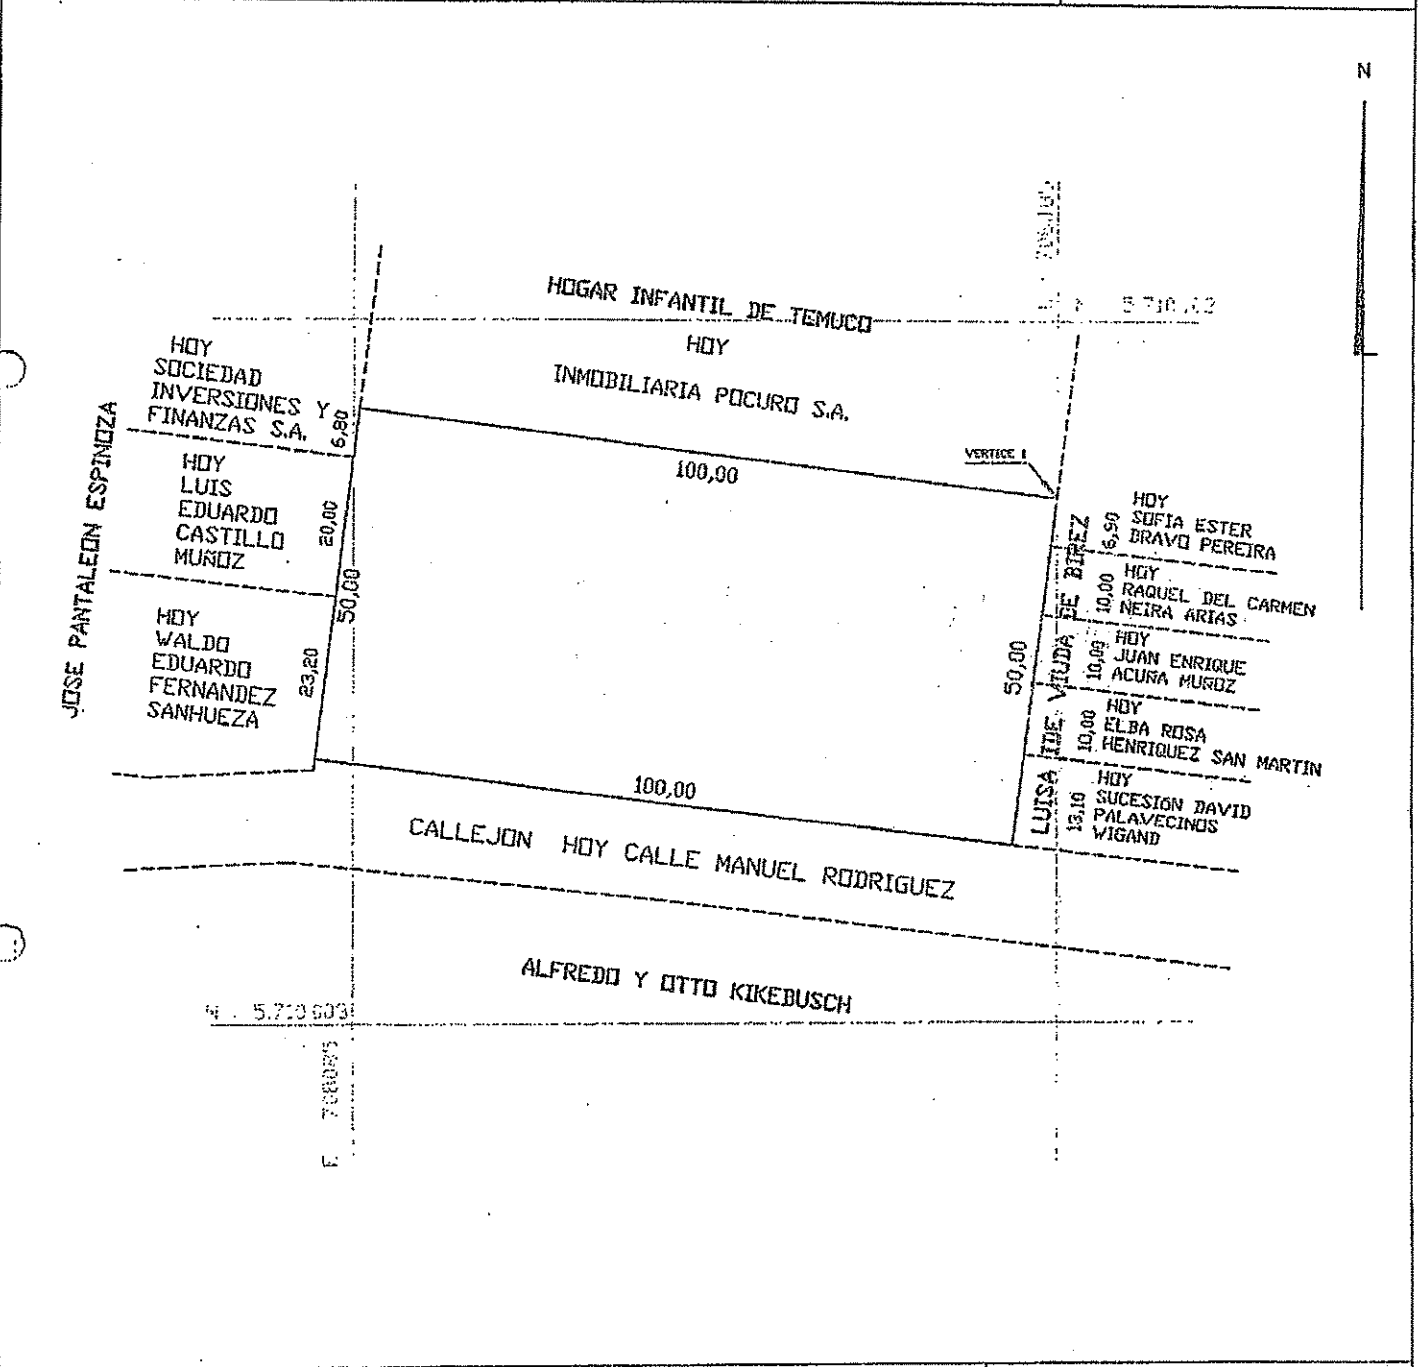 N
HOGAR INFANTIL DE TEMUCO
HOY
INMOBILIARIA POCURO S.A.
HOY
SOCIEDAD
INVERSIONES Y
FINANZAS S.A.
6,80
JOSE PANTALEON ESPINOZA
HOY
LUIS
EDUARDO
CASTILLO
MUÑOZ
20,00
50,00
HOY
WALDO
EDUARDO
FERNANDEZ
SANHUEZA
23,20
100,00
VERTICE 1
HOY
SOFIA ESTER
BRAVO PEREIRA
6,90
HOY
RAQUEL DEL CARMEN
NEIRA ARIAS
10,00
HOY
JUAN ENRIQUE
ACUÑA MUÑOZ
10,00
HOY
ELBA ROSA
HENRIQUEZ SAN MARTIN
10,00
HOY
SUCESION DAVID
PALAVECINOS
WIGAND
13,10
50,00
LUISA VIUDA DE
100,00
CALLEJON HOY CALLE MANUEL RODRIGUEZ
ALFREDO Y OTTO KIKEBUSCH
N
E